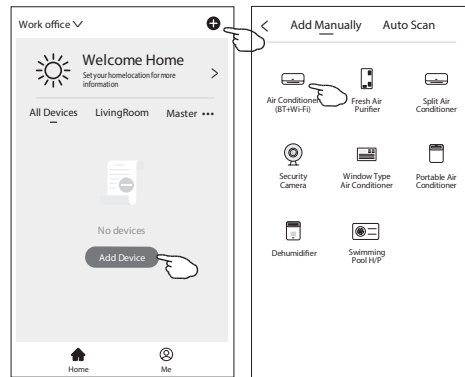 Work office
Welcome Home
Set your homelocation for more
information
All Devices LivingRoom Master
No devices
Add Device
Home Me
Add Manually Auto Scan
Air Conditioner
(BT+Wi-Fi)
Fresh Air
Purifier
Split Air
Conditioner
Security
Camera
Window Type
Air Conditioner
Portable Air
Conditioner
Dehumidifier
Swimming
Pool H/P